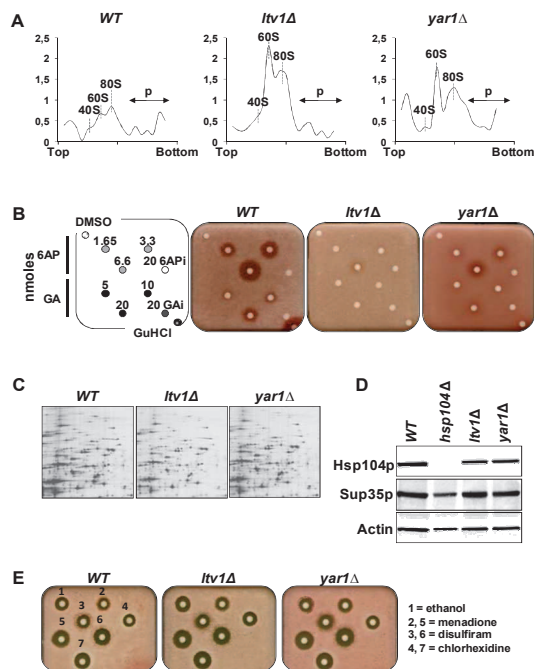 A
WT
ltv1Δ
yar1Δ
2,5
2
1,5
1
0,5
0
40S
60S
80S
p
Top
Bottom
2,5
2
1,5
1
0,5
0
40S
60S
80S
p
Top
Bottom
2,5
2
1,5
1
0,5
0
40S
60S
80S
p
Top
Bottom
B
WT
ltv1Δ
yar1Δ
nmoles
6AP
GA
DMSO
1.65 3.3
6.6 20 6APi
5 10
20 20 GAi
GuHCl
C
WT
ltv1Δ
yar1Δ
D
WT
hsp104Δ
ltv1Δ
yar1Δ
Hsp104p
Sup35p
Actin
E
WT
ltv1Δ
yar1Δ
1 2
3 4
5 6
7
1 = ethanol
2, 5 = menadione
3, 6 = disulfiram
4, 7 = chlorhexidine